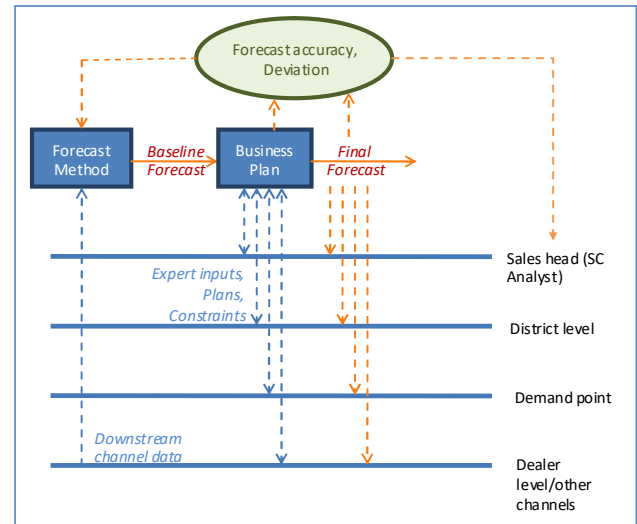 Forecast accuracy,
Deviation
Forecast
Method
Baseline
Forecast
Business
Plan
Final
Forecast
Sales head (SC
Analyst)
Expert inputs,
Plans,
Constraints
District level
Demand point
Downstream
channel data
Dealer
level/other
channels